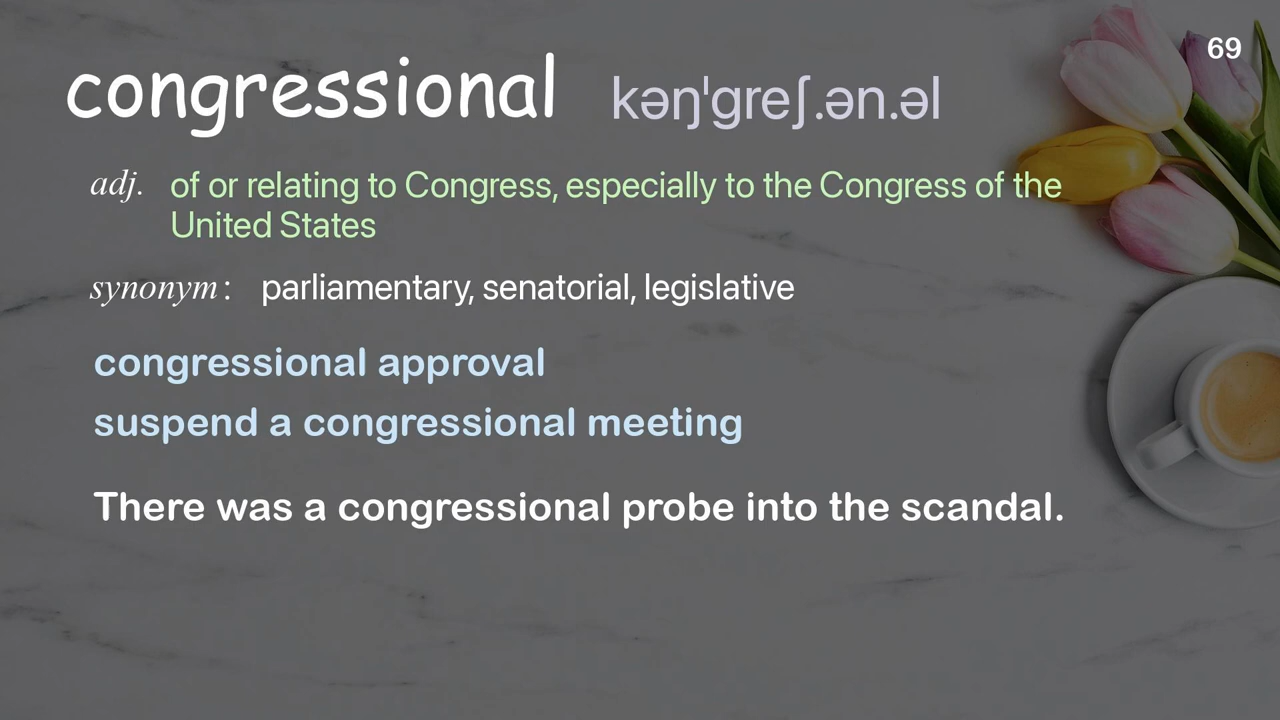 69
congressional kəŋˈɡreʃ.ən.əl
adj. of or relating to Congress, especially to the Congress of the
United States
synonym: parliamentary, senatorial, legislative
congressional approval
suspend a congressional meeting
There was a congressional probe into the scandal.